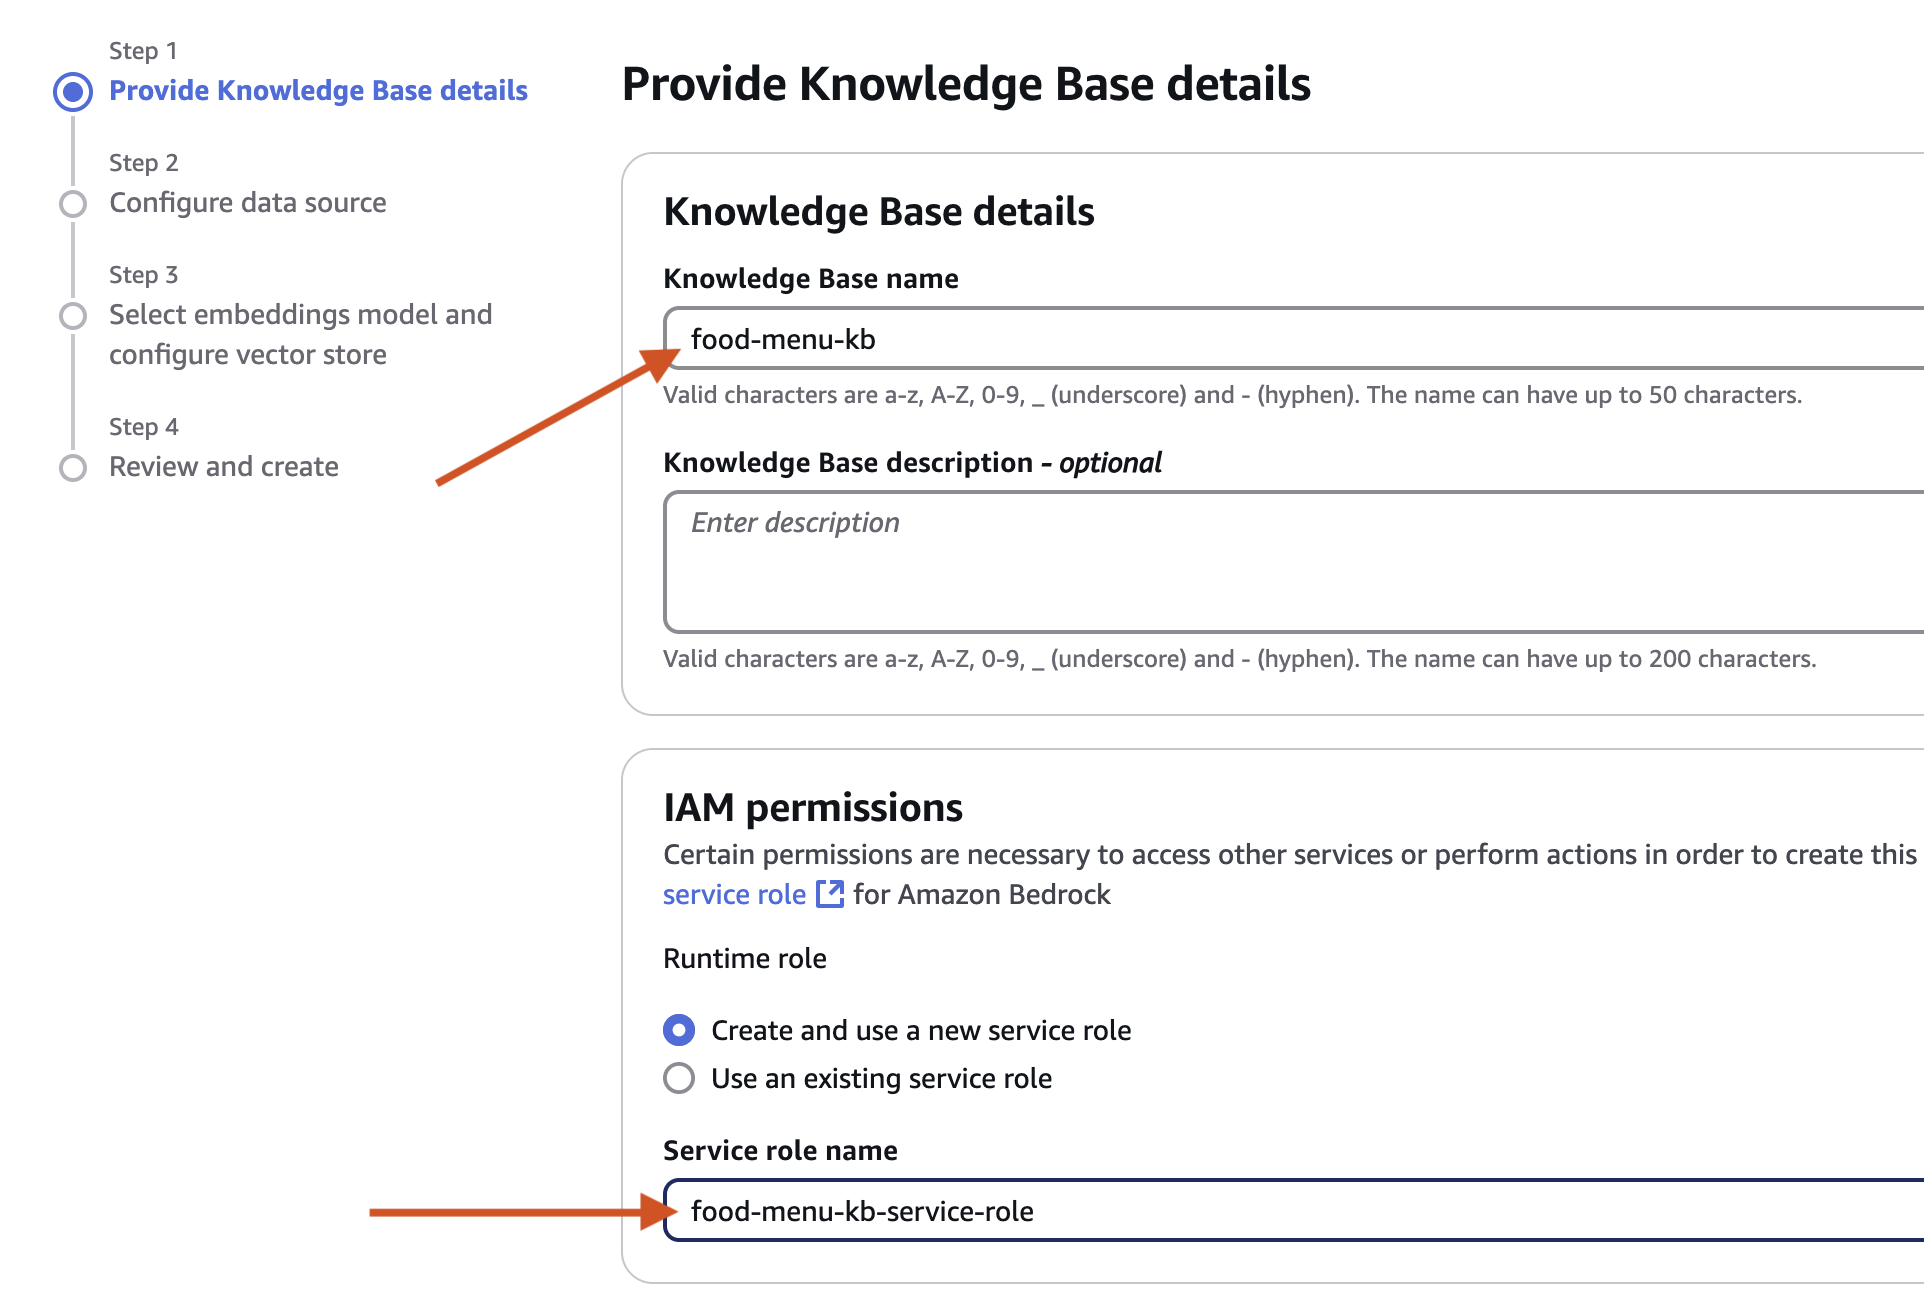 Step 1
Provide Knowledge Base details
Step 2
Configure data source
Step 3
Select embeddings model and
configure vector store
Step 4
Review and create
Provide Knowledge Base details
Knowledge Base details
Knowledge Base name
food-menu-kb
Valid characters are a-z, A-Z, 0-9, _ (underscore) and - (hyphen). The name can have up to 50 characters.
Knowledge Base description - optional
Enter description
Valid characters are a-z, A-Z, 0-9, _ (underscore) and - (hyphen). The name can have up to 200 characters.
IAM permissions
Certain permissions are necessary to access other services or perform actions in order to create this
service role for Amazon Bedrock
Runtime role
Create and use a new service role
Use an existing service role
Service role name
food-menu-kb-service-role